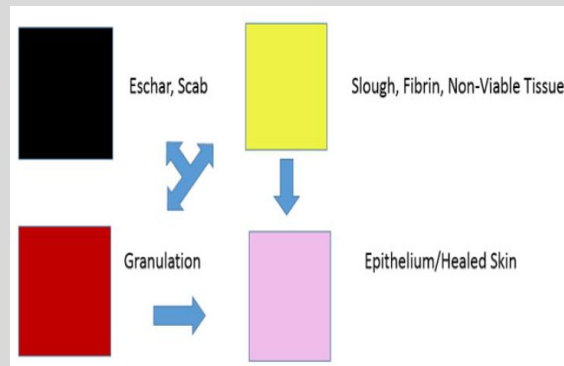 Eschar, Scab
Slough, Fibrin, Non-Viable Tissue
Granulation
Epithelium/Healed Skin